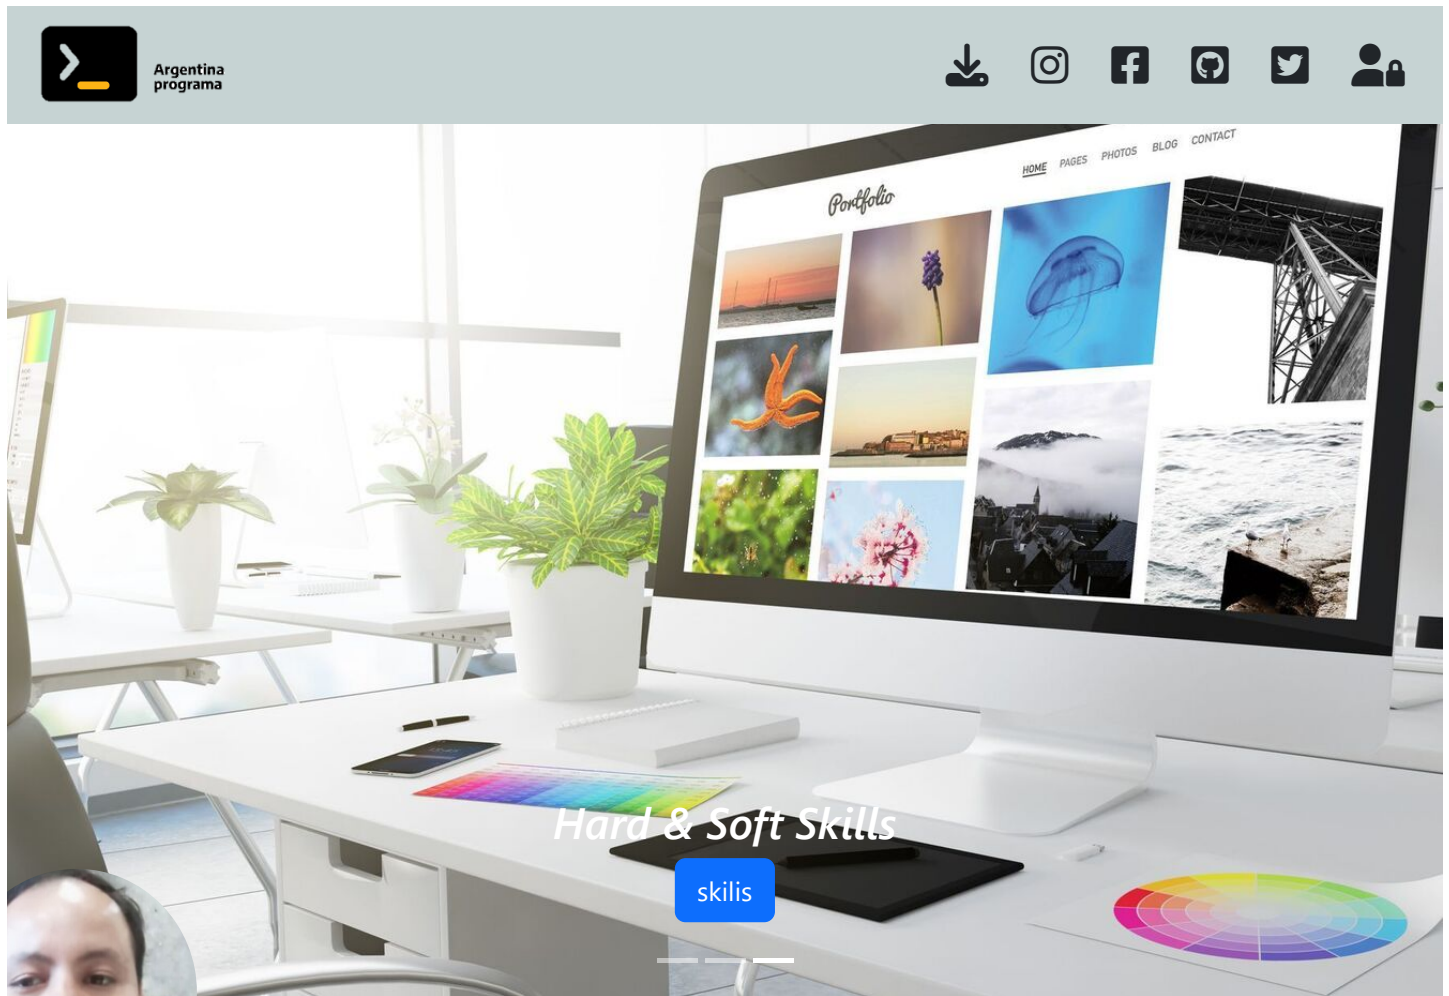 Argentina
programa
HOME PAGES PHOTOS BLOG CONTACT
Portfolio
Hard & Soft Skills
skilis